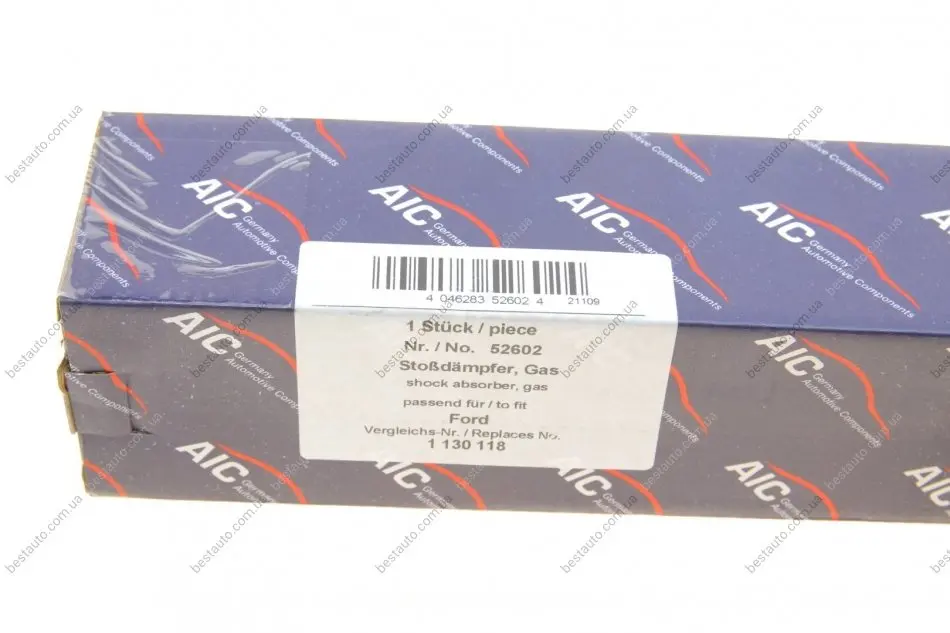 AIC
Germany
Automotive Components
4 046283 52602 4 21109
1 Stück / piece
Nr. / No. 52602
Stoßdämpfer, Gas
shock absorber, gas
passend für / to fit
Ford
Vergleichs-Nr. / Replaces No.
1 130 118
bestauto.com.ua